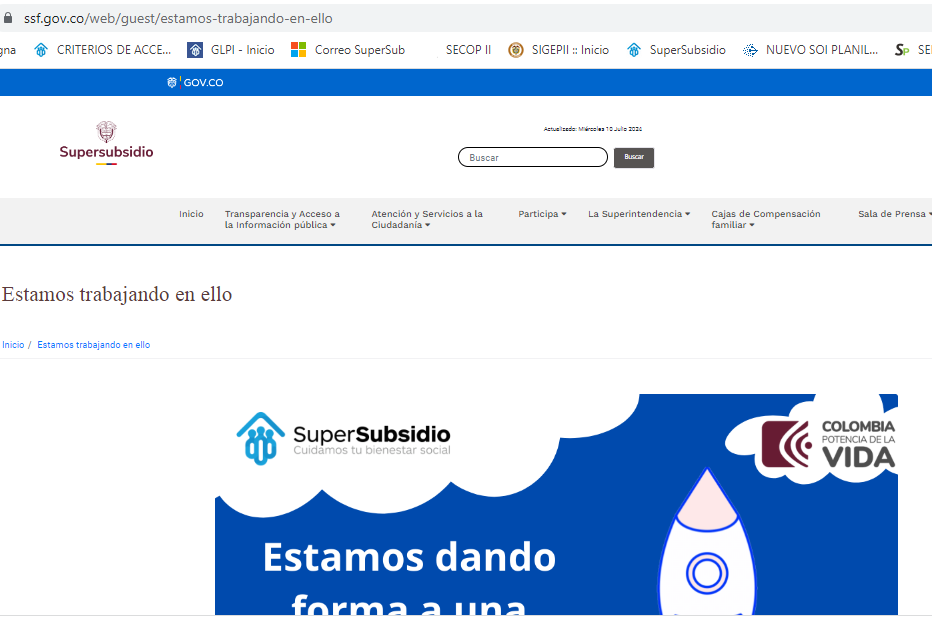 ssf.gov.co/web/guest/estamos-trabajando-en-ello
gna CRITERIOS DE ACCE... GLPI - Inicio Correo SuperSub SECOP II SIGEPII :: Inicio SuperSubsidio NUEVO SOI PLANIL... Sp SE
GOV.CO
Actualizado: Miércoles 10 Julio 2024
Supersubsidio
Buscar Buscar
Inicio Transparencia y Acceso a la Información pública Atención y Servicios a la Ciudadanía Participa La Superintendencia Cajas de Compensación familiar Sala de Prensa
Estamos trabajando en ello
Inicio / Estamos trabajando en ello
SuperSubsidio
Cuidamos tu bienestar social
COLOMBIA
POTENCIA DE LA
VIDA
Estamos dando
forma a una